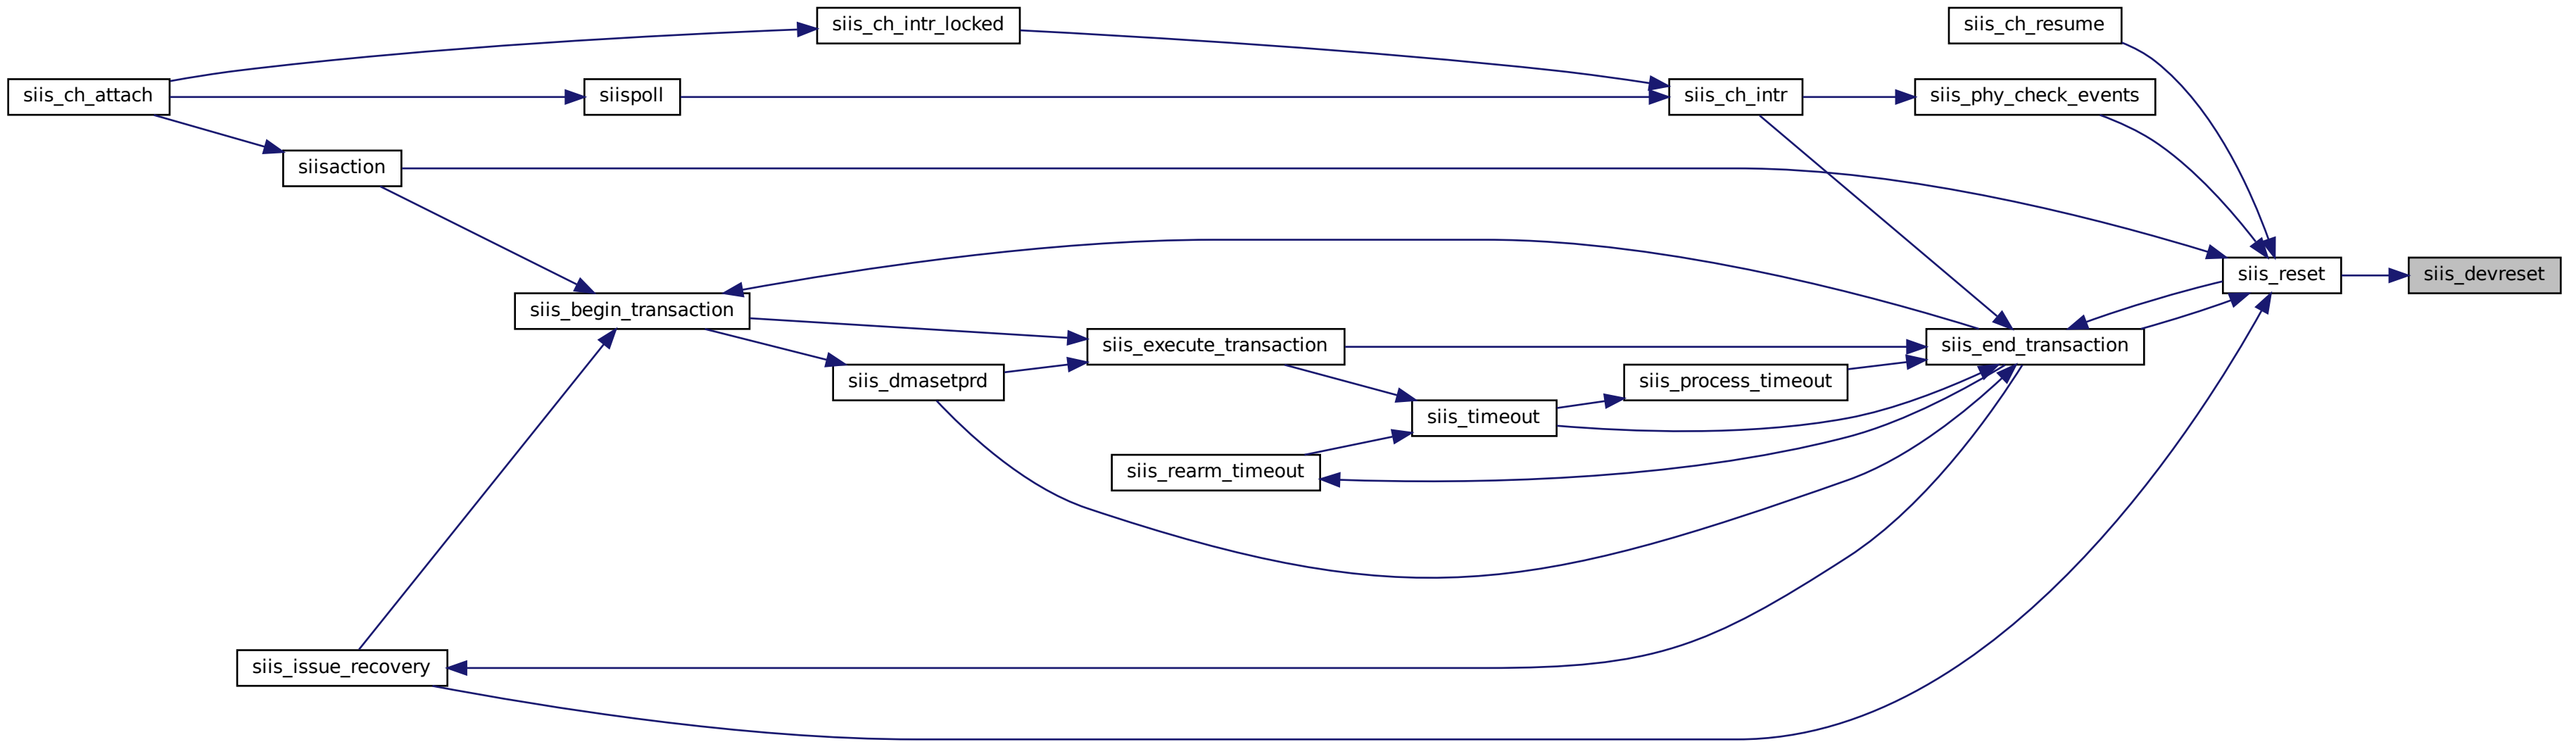 siis_ch_intr_locked
siis_ch_resume
siis_ch_attach
siispoll
siis_ch_intr
siis_phy_check_events
siisaction
siis_reset
siis_devreset
siis_begin_transaction
siis_execute_transaction
siis_end_transaction
siis_dmasetprd
siis_process_timeout
siis_timeout
siis_rearm_timeout
siis_issue_recovery